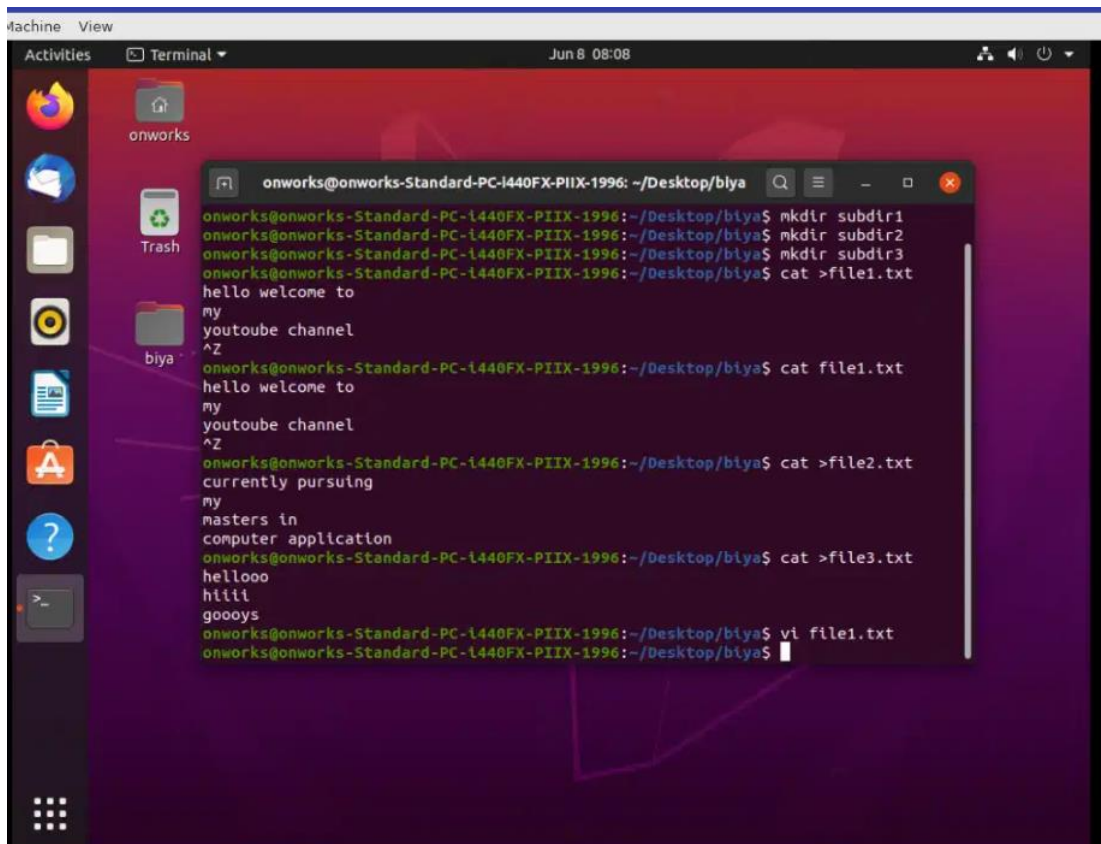 Machine View
Activities Terminal Jun 8 08:08
onworks
Trash
biya
onworks@onworks-Standard-PC-i440FX-PIIX-1996: ~/Desktop/biya
onworks@onworks-Standard-PC-i440FX-PIIX-1996:~/Desktop/biya$ mkdir subdir1
onworks@onworks-Standard-PC-i440FX-PIIX-1996:~/Desktop/biya$ mkdir subdir2
onworks@onworks-Standard-PC-i440FX-PIIX-1996:~/Desktop/biya$ mkdir subdir3
onworks@onworks-Standard-PC-i440FX-PIIX-1996:~/Desktop/biya$ cat >file1.txt
hello welcome to
my
youtoube channel
^Z
onworks@onworks-Standard-PC-i440FX-PIIX-1996:~/Desktop/biya$ cat file1.txt
hello welcome to
my
youtoube channel
^Z
onworks@onworks-Standard-PC-i440FX-PIIX-1996:~/Desktop/biya$ cat >file2.txt
currently pursuing
my
masters in
computer application
onworks@onworks-Standard-PC-i440FX-PIIX-1996:~/Desktop/biya$ cat >file3.txt
hellooo
hiiii
goooys
onworks@onworks-Standard-PC-i440FX-PIIX-1996:~/Desktop/biya$ vi file1.txt
onworks@onworks-Standard-PC-i440FX-PIIX-1996:~/Desktop/biya$